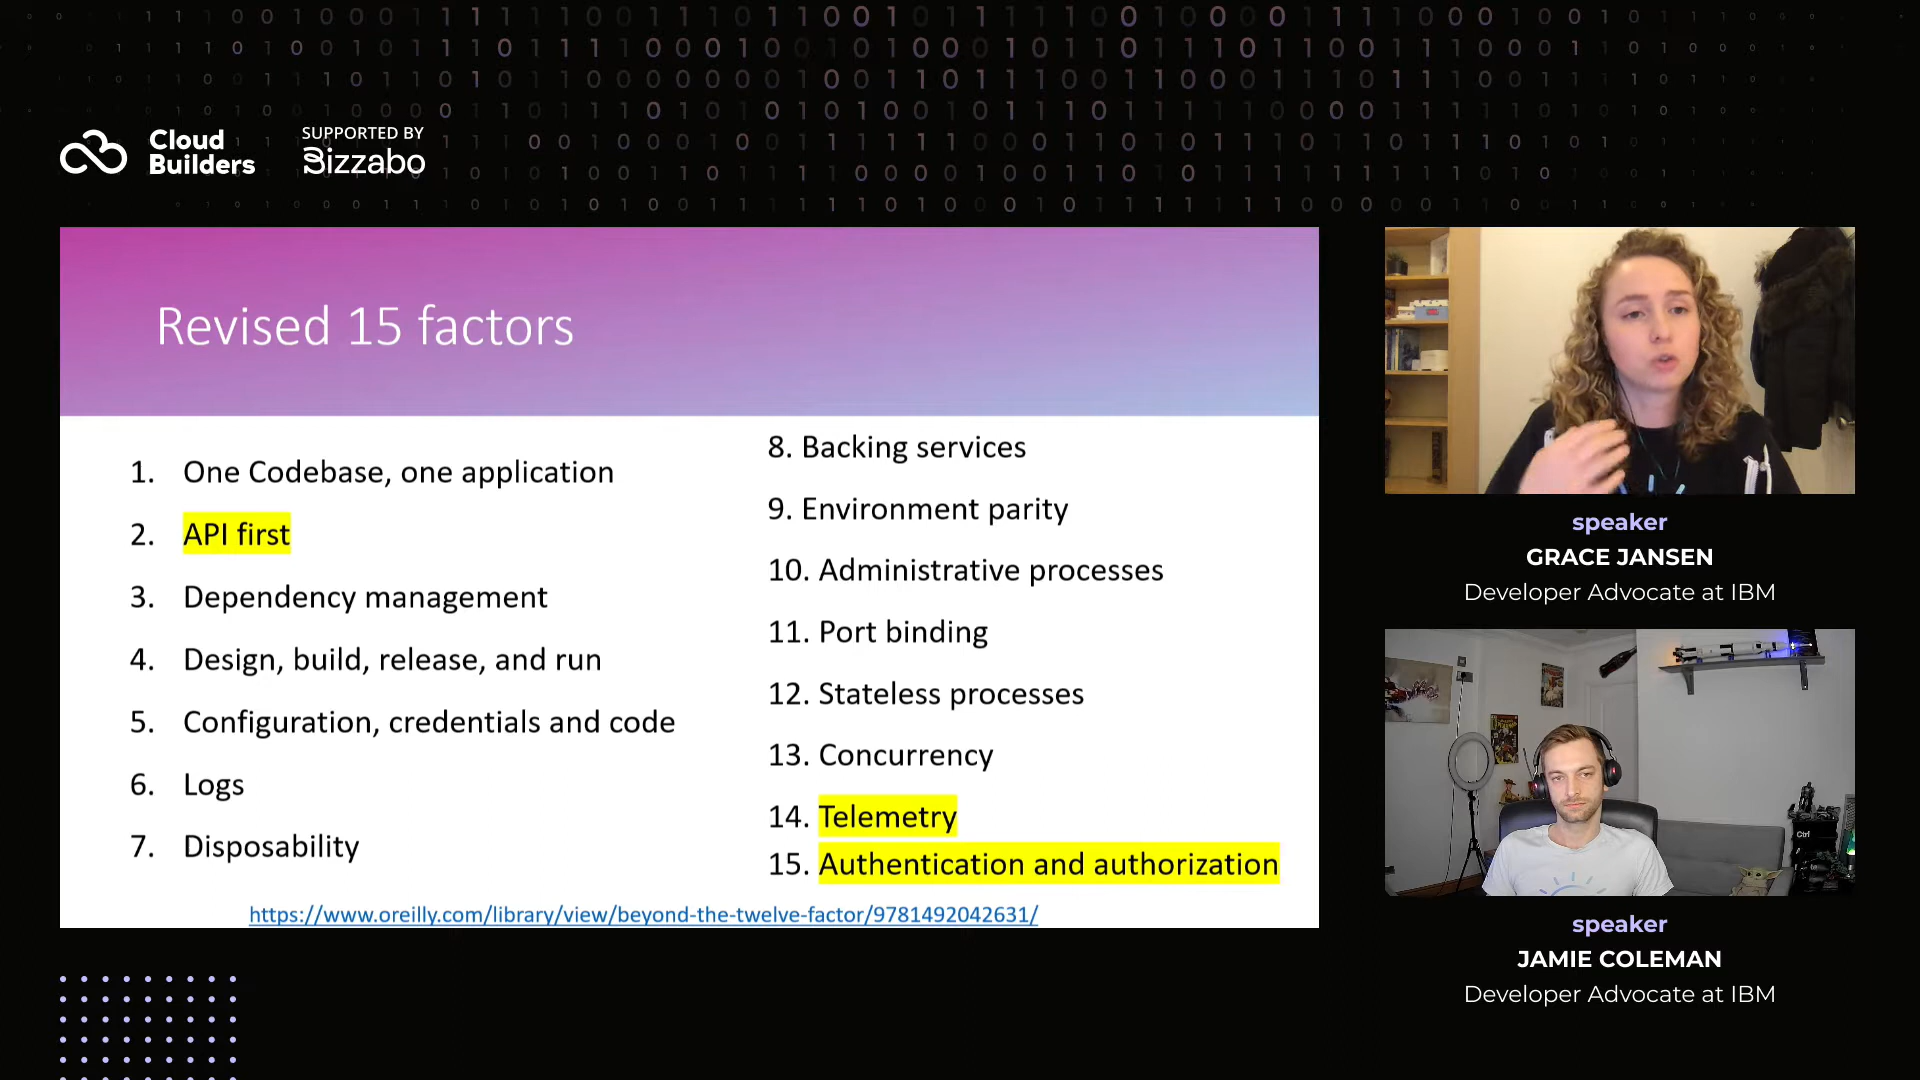 Cloud
Builders
SUPPORTED BY
Bizzabo
Revised 15 factors
1. One Codebase, one application
2. API first
3. Dependency management
4. Design, build, release, and run
5. Configuration, credentials and code
6. Logs
7. Disposability
8. Backing services
9. Environment parity
10. Administrative processes
11. Port binding
12. Stateless processes
13. Concurrency
14. Telemetry
15. Authentication and authorization
https://www.oreilly.com/library/view/beyond-the-twelve-factor/9781492042631/
speaker
GRACE JANSEN
Developer Advocate at IBM
Ctrl
speaker
JAMIE COLEMAN
Developer Advocate at IBM